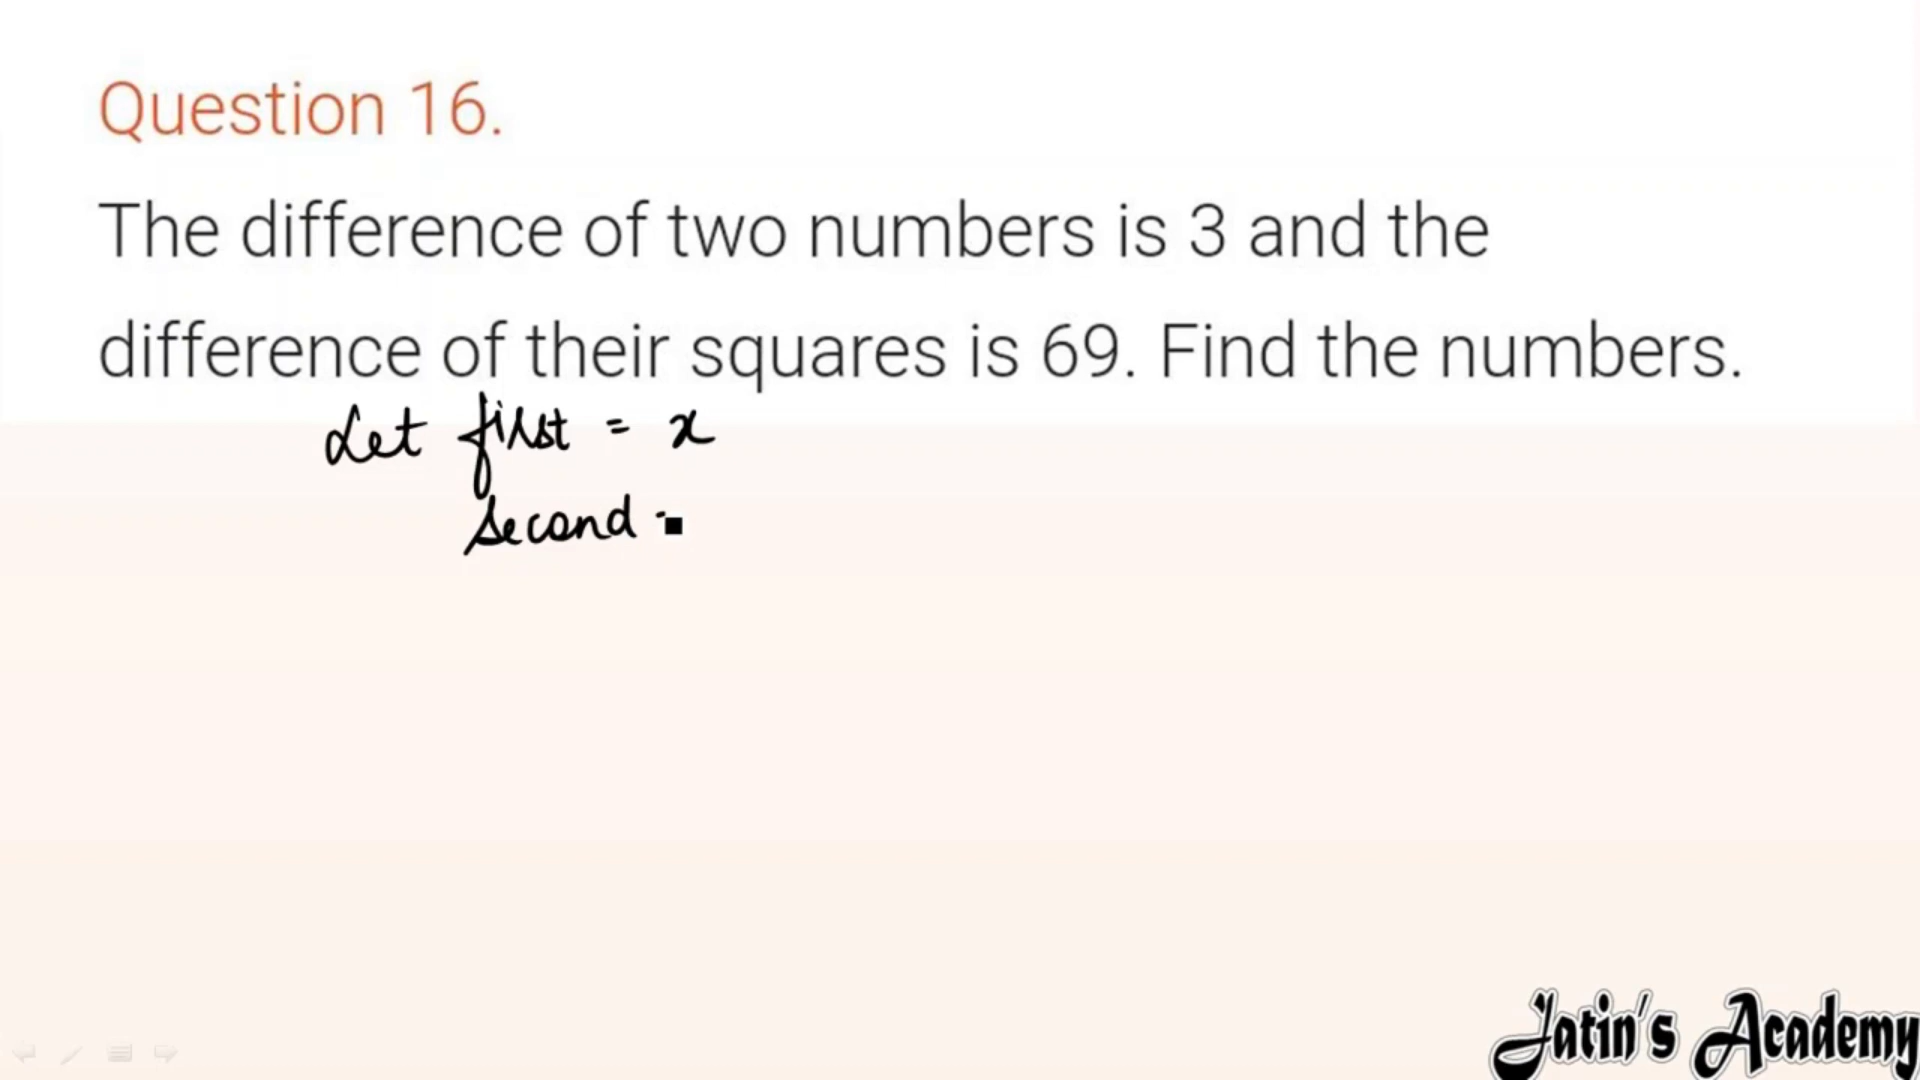 Question 16.
The difference of two numbers is 3 and the
difference of their squares is 69. Find the numbers.
Let first = x
Second =
Jatin's Academy